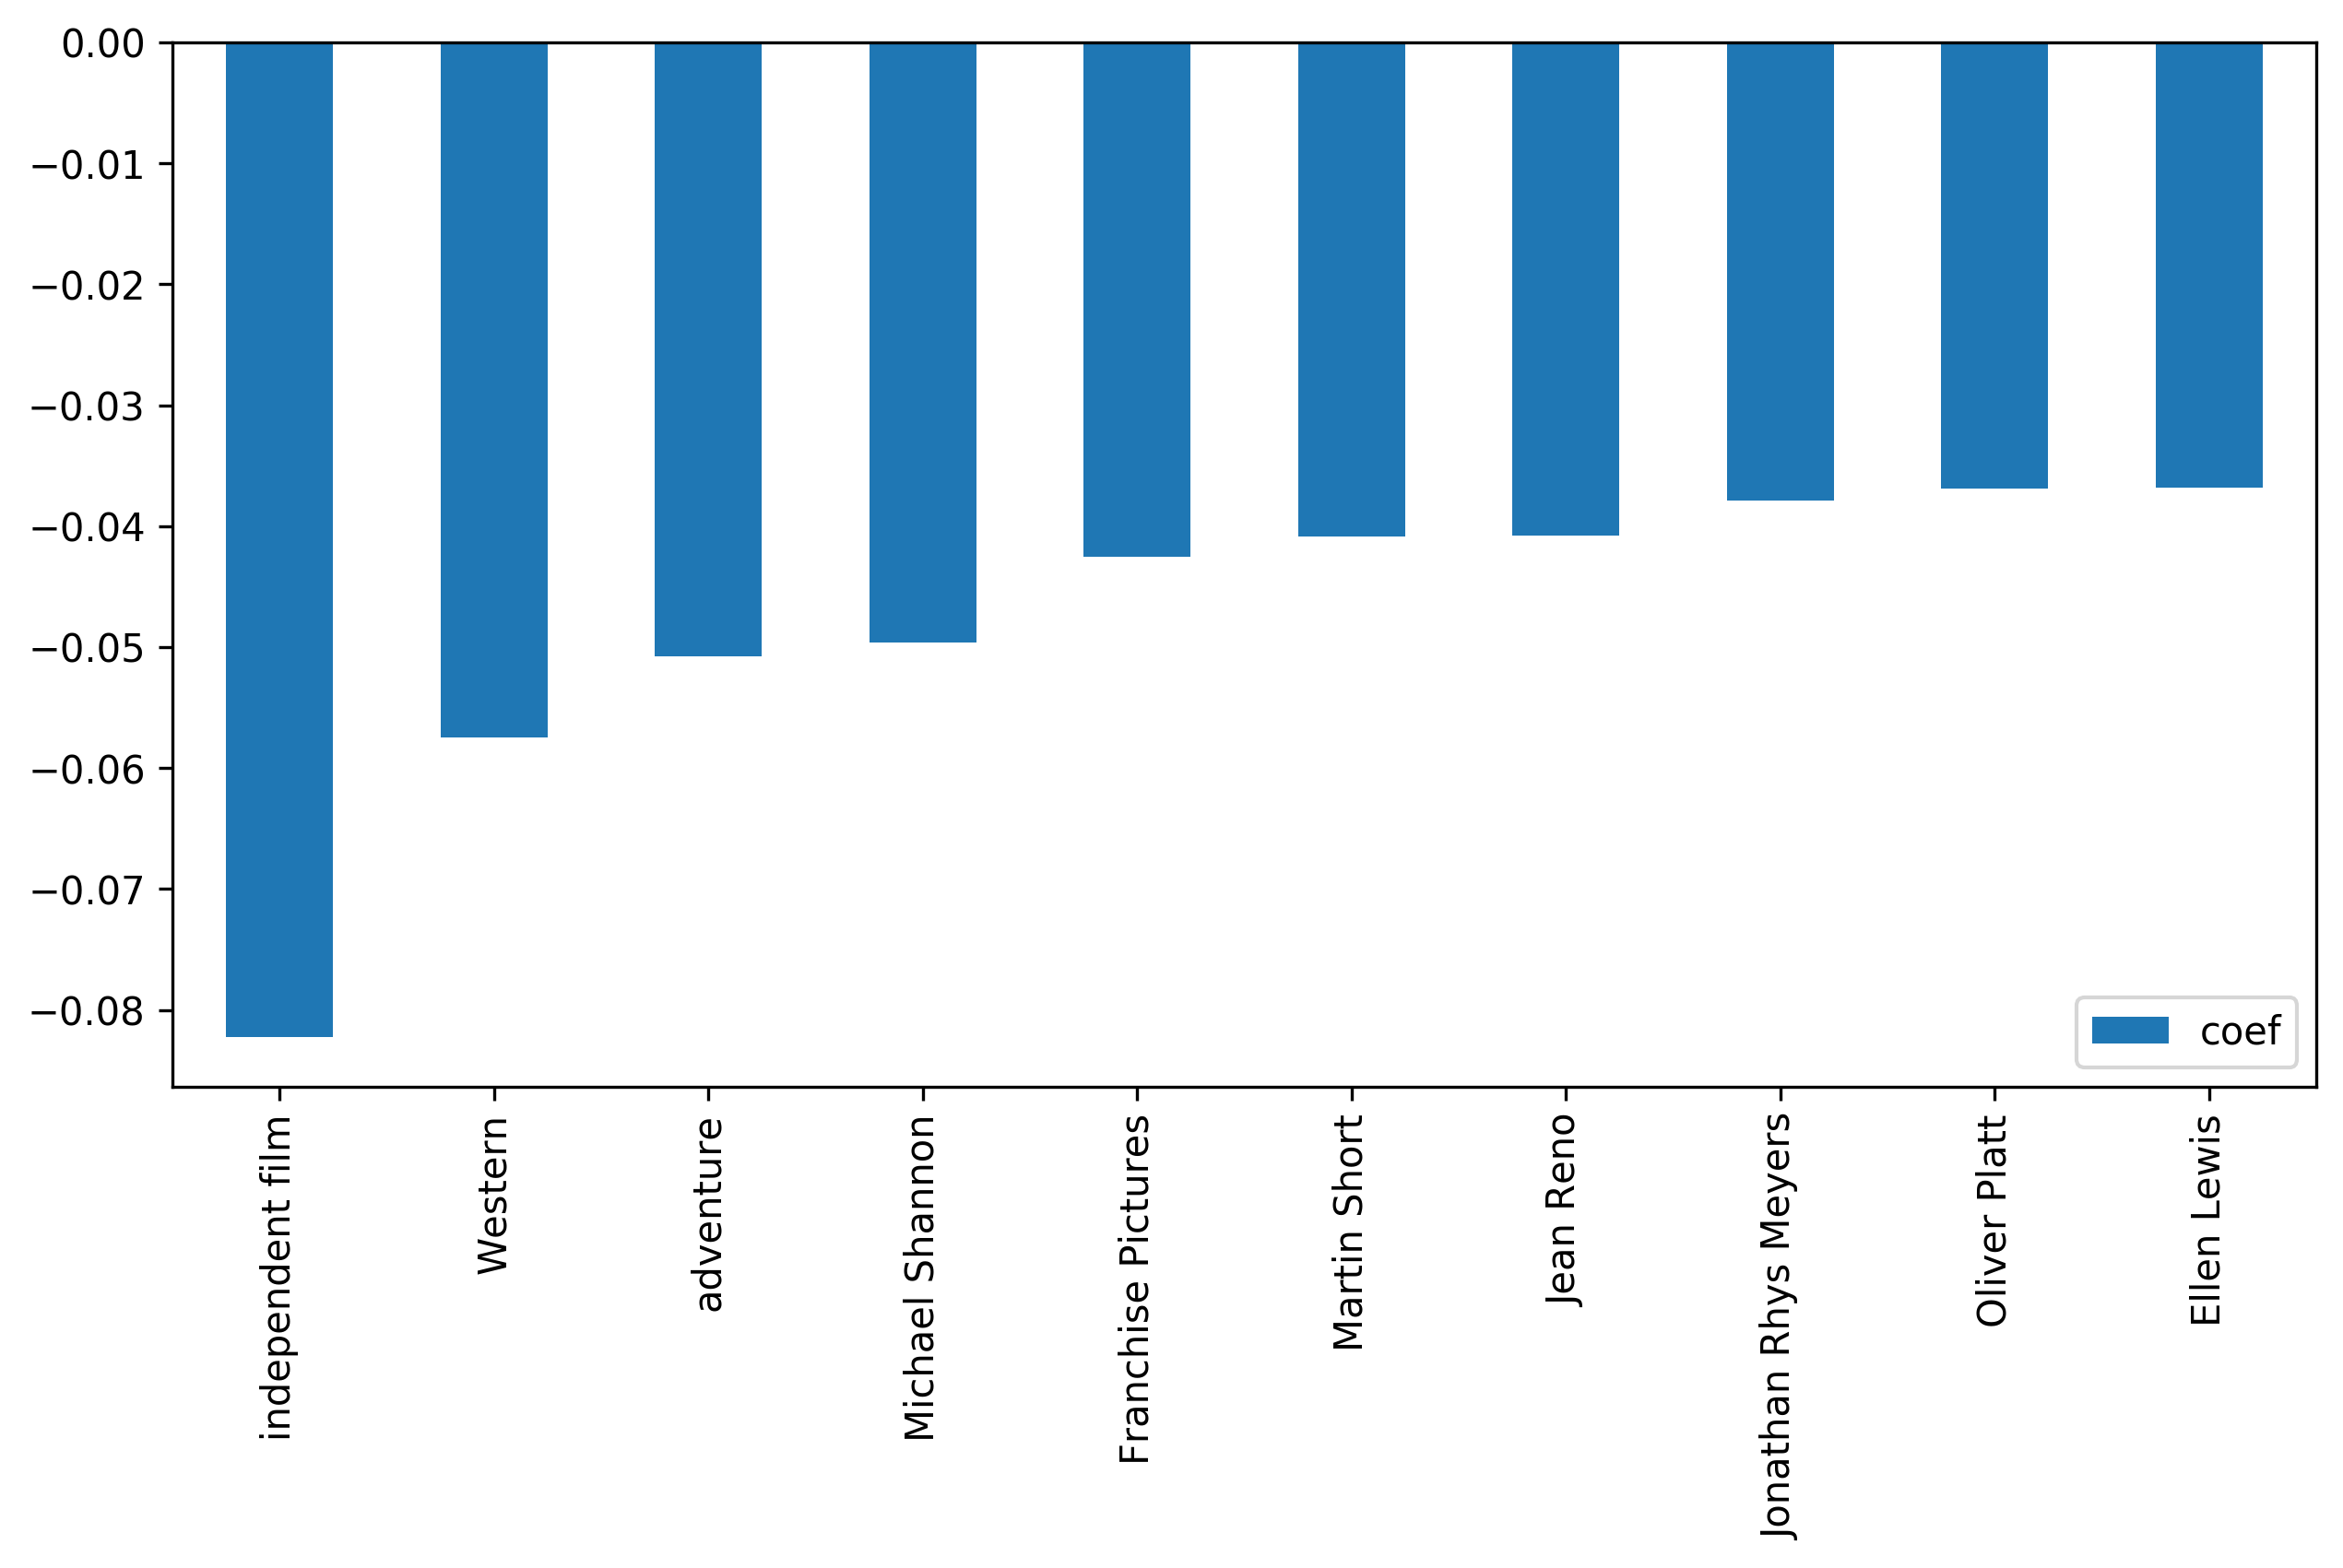 0.00
−0.01
−0.02
−0.03
−0.04
−0.05
−0.06
−0.07
−0.08
coef
independent film
Western
adventure
Michael Shannon
Franchise Pictures
Martin Short
Jean Reno
Jonathan Rhys Meyers
Oliver Platt
Ellen Lewis